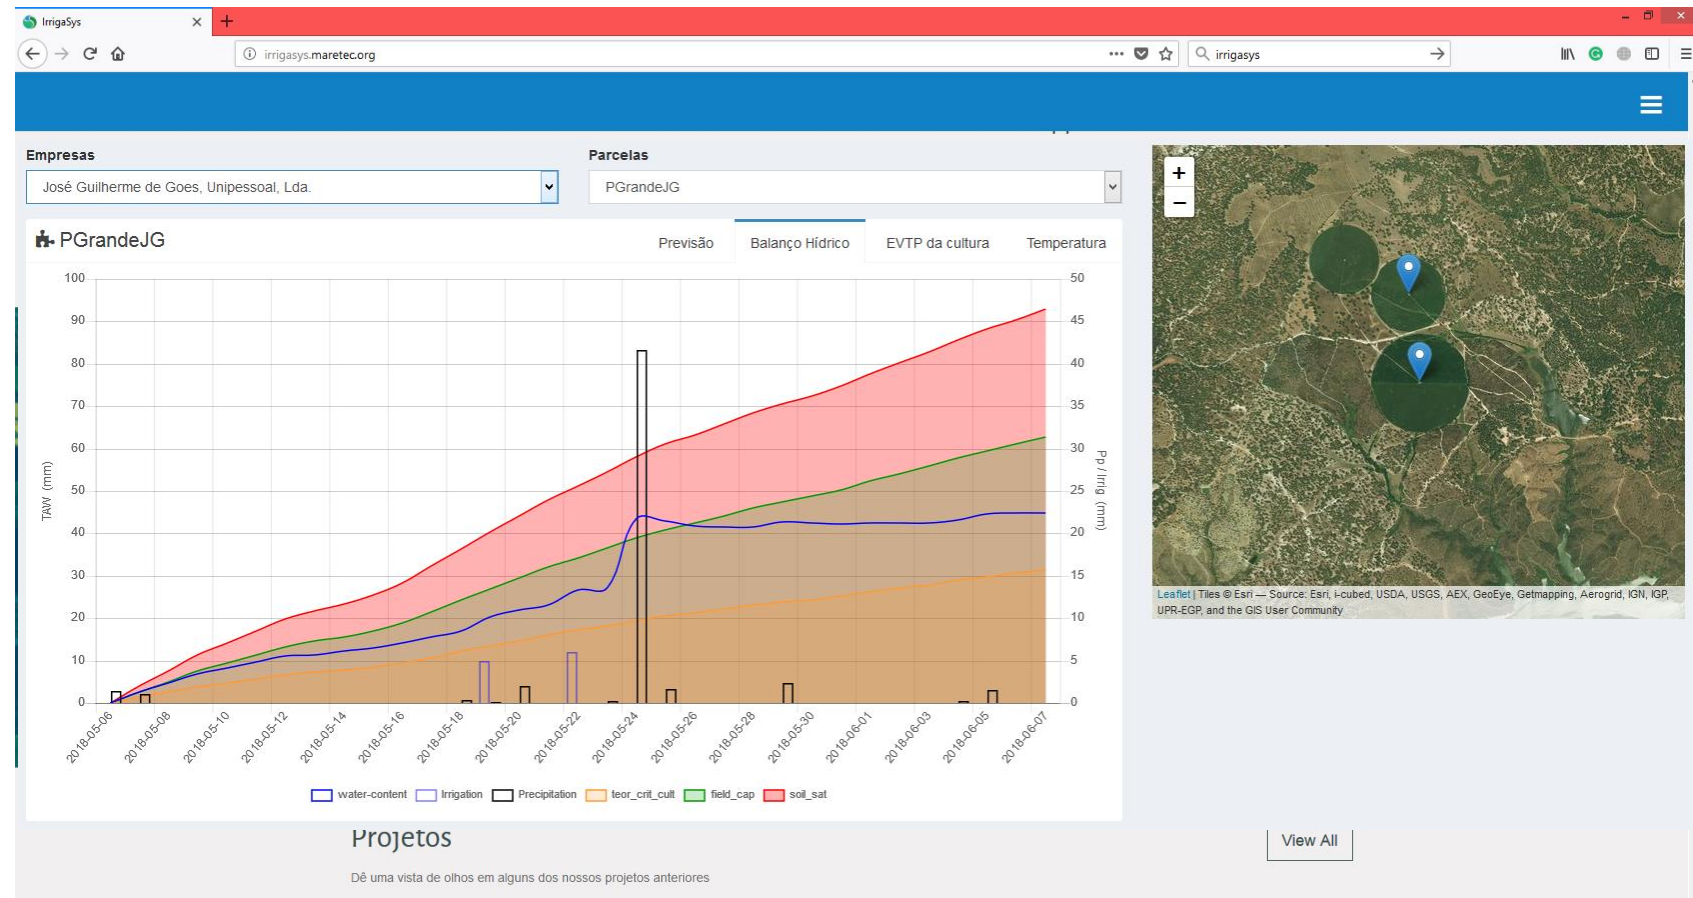 IrrigaSys
irrigasys.maretec.org
irrigasys
Empresas
Parcelas
José Guilherme de Goes, Unipessoal, Lda.
PGrandeJG
+
−
PGrandeJG
Previsão
Balanço Hídrico
EVTP da cultura
Temperatura
100
90
80
70
60
50
40
30
20
10
0
TAW (mm)
50
45
40
35
30
25
20
15
10
5
0
Pp / Irrig (mm)
2018-05-06
2018-05-08
2018-05-10
2018-05-12
2018-05-14
2018-05-16
2018-05-18
2018-05-20
2018-05-22
2018-05-24
2018-05-26
2018-05-28
2018-05-30
2018-06-01
2018-06-03
2018-06-05
2018-06-07
water-content Irrigation Precipitation teor_crit_cult field_cap soil_sat
Leaflet | Tiles © Esri — Source: Esri, i-cubed, USDA, USGS, AEX, GeoEye, Getmapping, Aerogrid, IGN, IGP,
UPR-EGP, and the GIS User Community
Projetos
View All
Dê uma vista de olhos em alguns dos nossos projetos anteriores